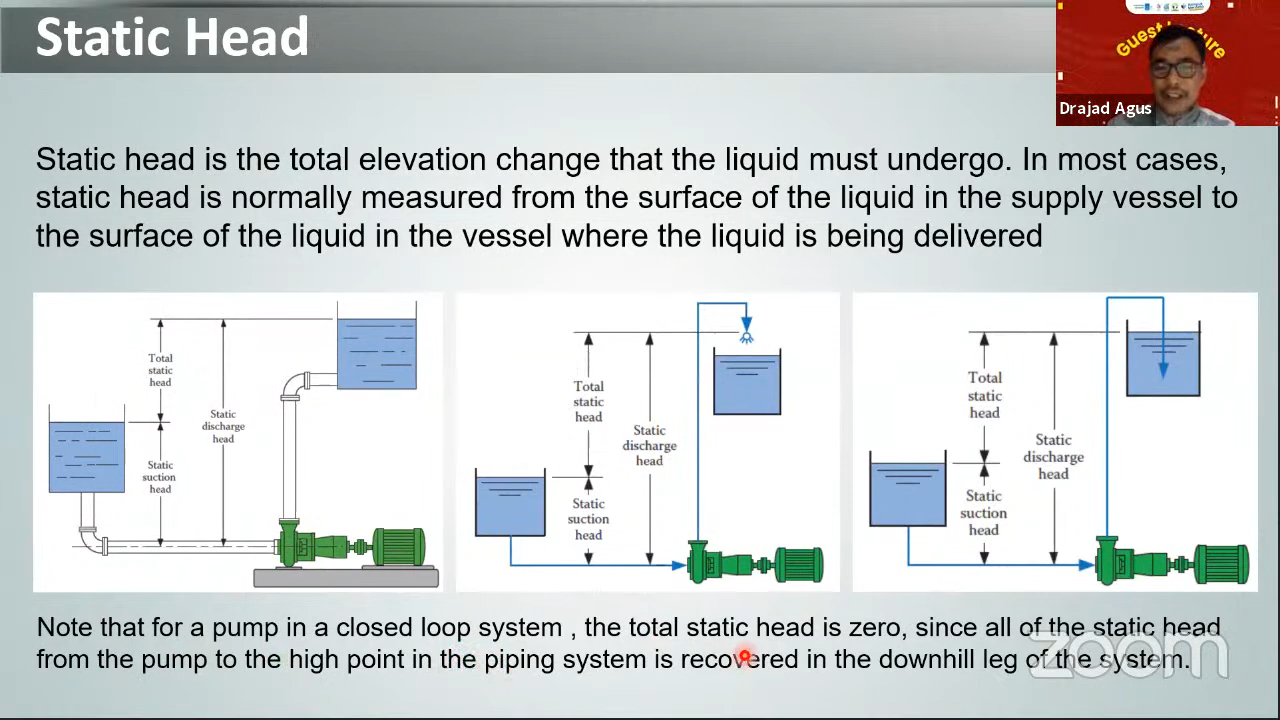 Static Head
Guest Lecture
Drajad Agus
Static head is the total elevation change that the liquid must undergo. In most cases,
static head is normally measured from the surface of the liquid in the supply vessel to
the surface of the liquid in the vessel where the liquid is being delivered
Total
static
head
Static
discharge
head
Static
suction
head
Total
static
head
Static
discharge
head
Static
suction
head
Total
static
head
Static
discharge
head
Static
suction
head
Note that for a pump in a closed loop system , the total static head is zero, since all of the static head
from the pump to the high point in the piping system is recovered in the downhill leg of the system.
zoom